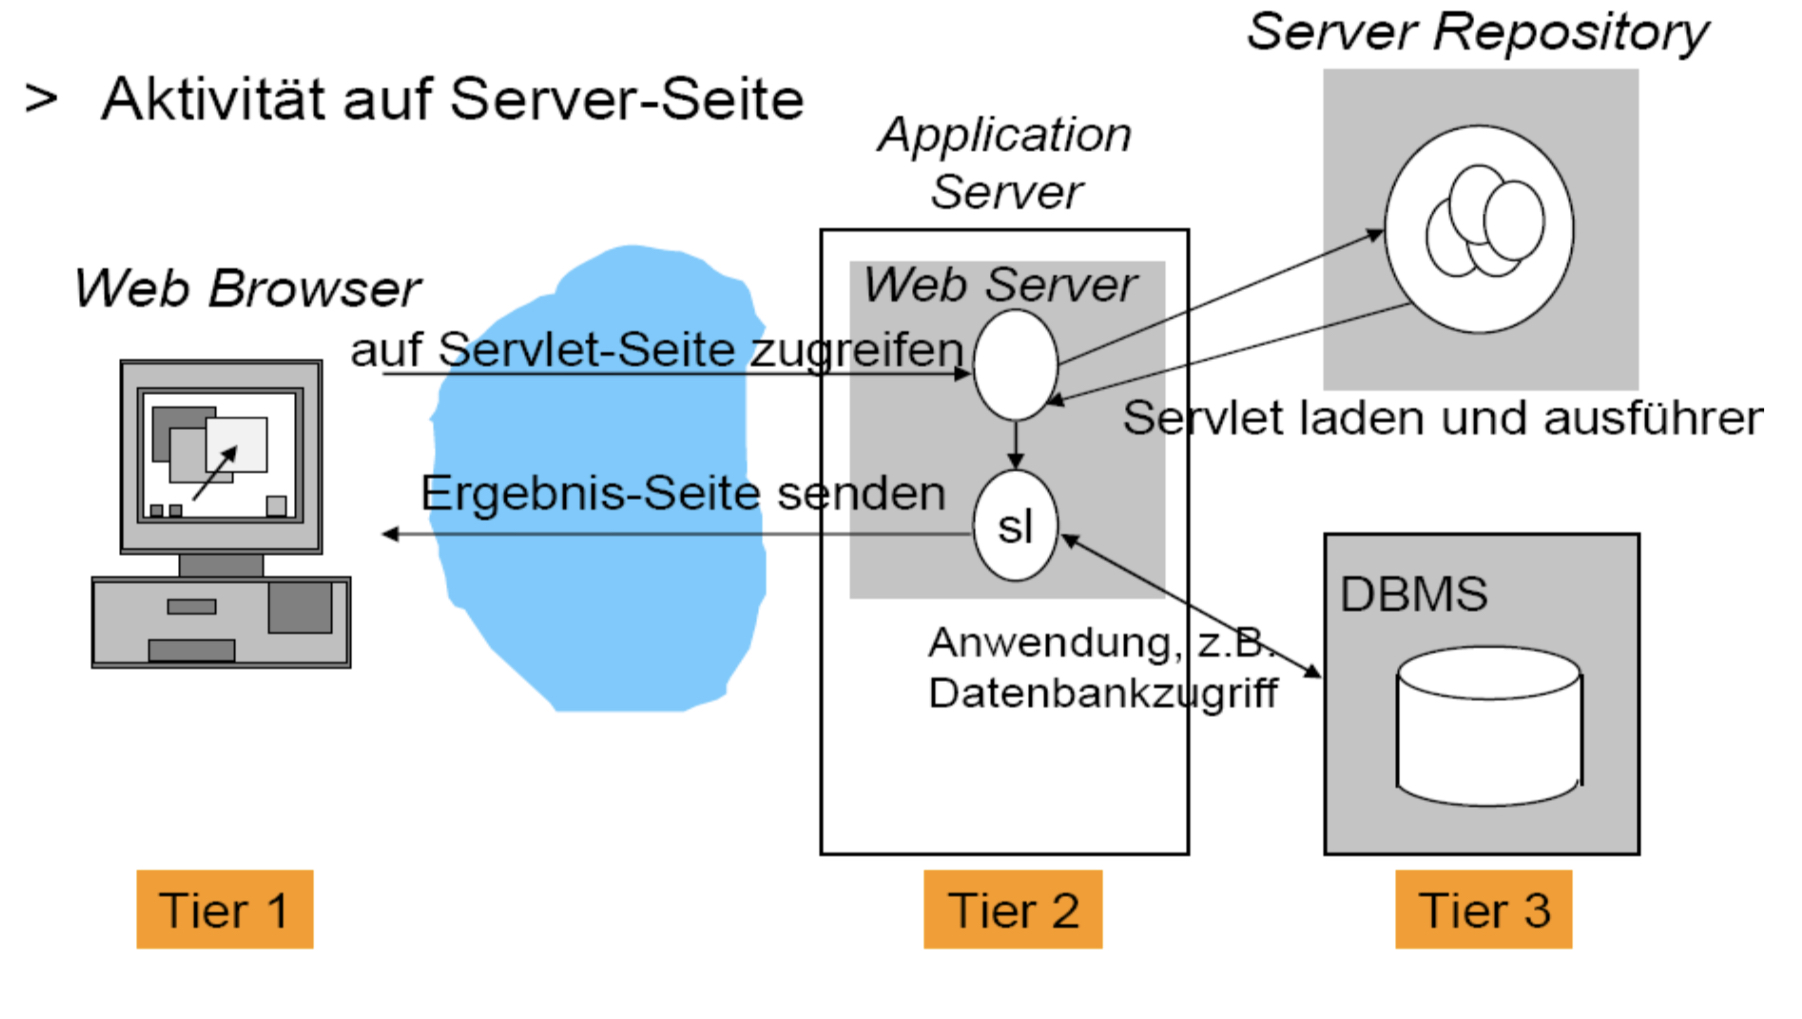 > Aktivität auf Server-Seite
Server Repository
Application
Server
Web Browser
Web Server
auf Servlet-Seite zugreifen
Servlet laden und ausführer
Ergebnis-Seite senden
sl
DBMS
Anwendung, z.B.
Datenbankzugriff
Tier 1
Tier 2
Tier 3